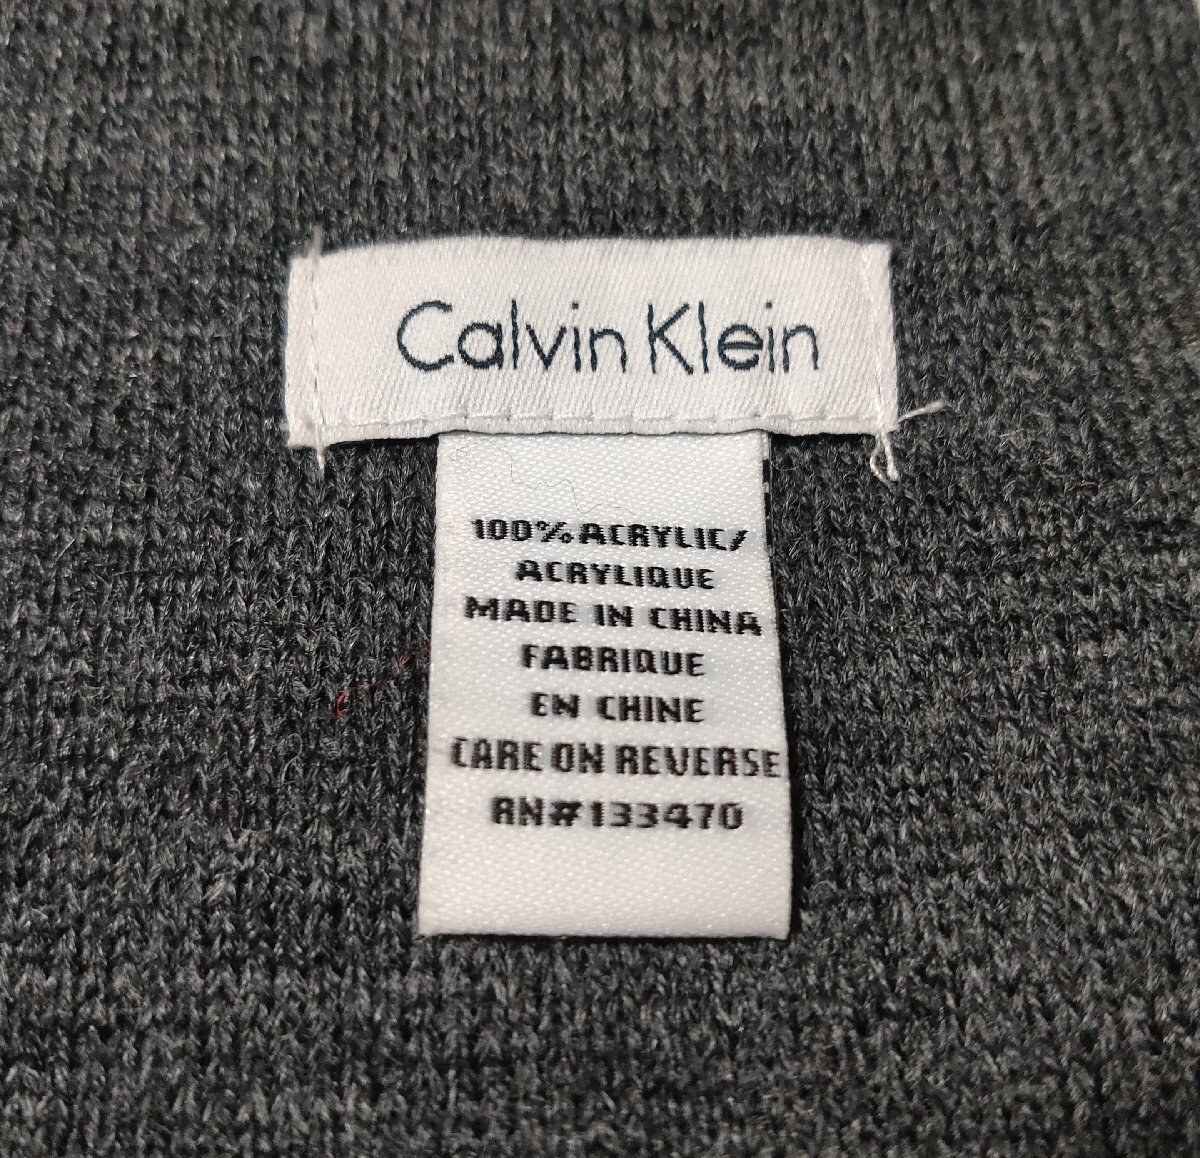 Calvin Klein
100% ACRYLIC/
ACRYLIQUE
MADE IN CHINA
FABRIQUE
EN CHINE
CARE ON REVERSE
RN#133470